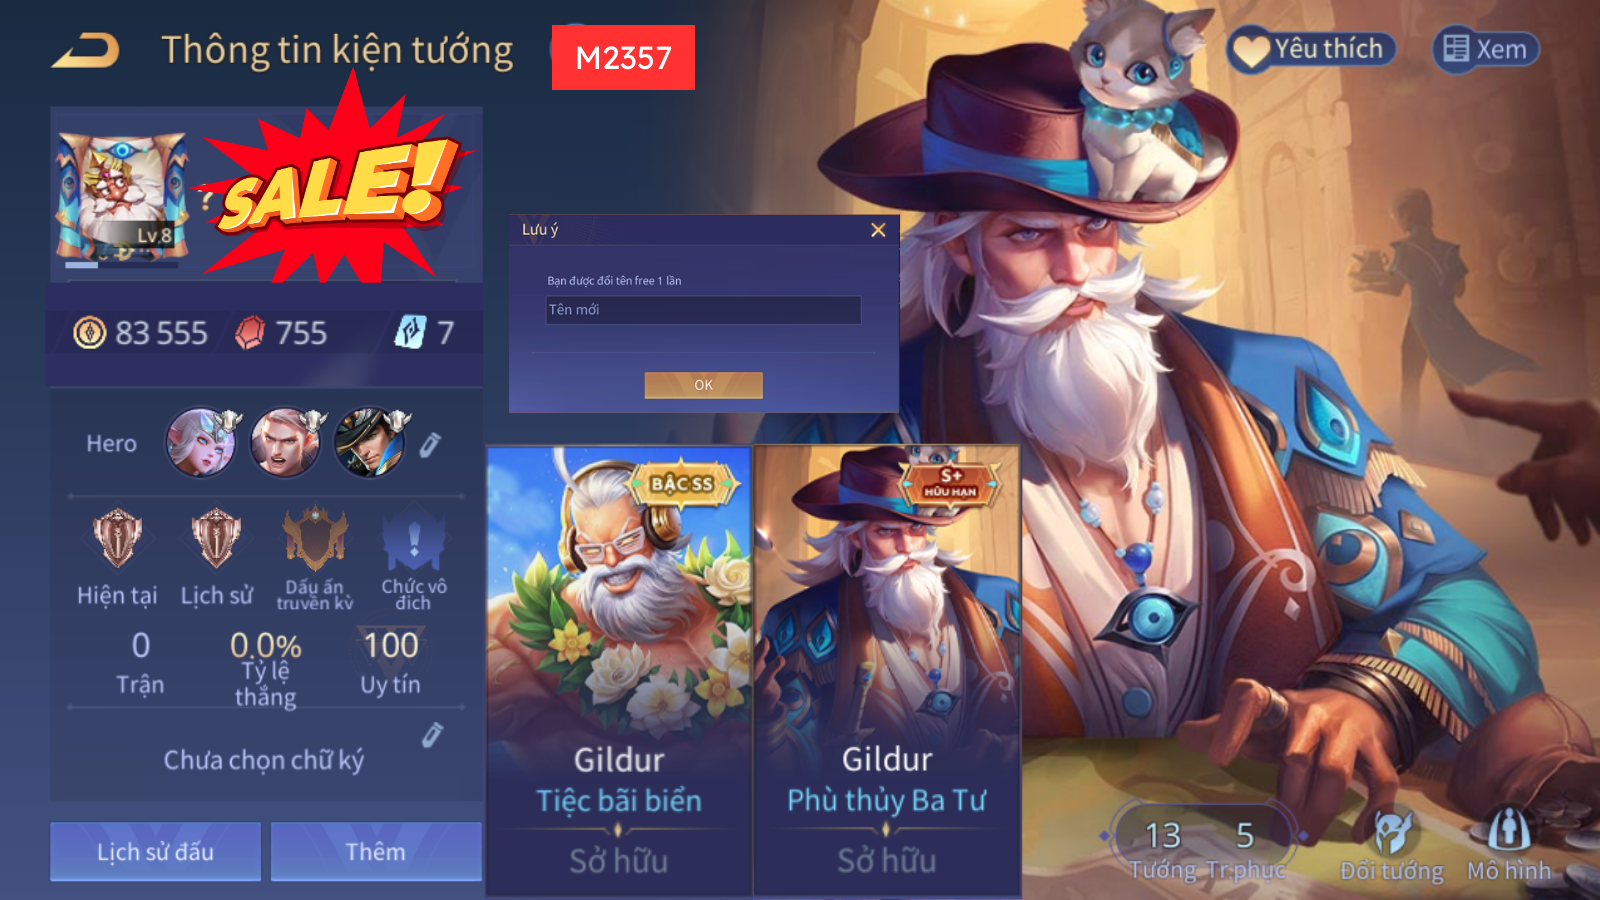 Thông tin kiện tướng
M2357
Yêu thích
Xem
SALE!
?
Lv.8
83 555
755
7
Lưu ý
Bạn được đổi tên free 1 lần
Tên mới
OK
Hero
Hiện tại
Lịch sử
Dấu ấn
truyền kỳ
Chức vô
địch
0
Trận
0.0%
Tỷ lệ
thắng
100
Uy tín
Chưa chọn chữ ký
Lịch sử đấu
Thêm
BẬC SS
Gildur
Tiệc bãi biển
Sở hữu
S+
HỮU HẠN
Gildur
Phù thủy Ba Tư
Sở hữu
13
Tướng
5
Tr.phục
Đổi tướng
Mô hình